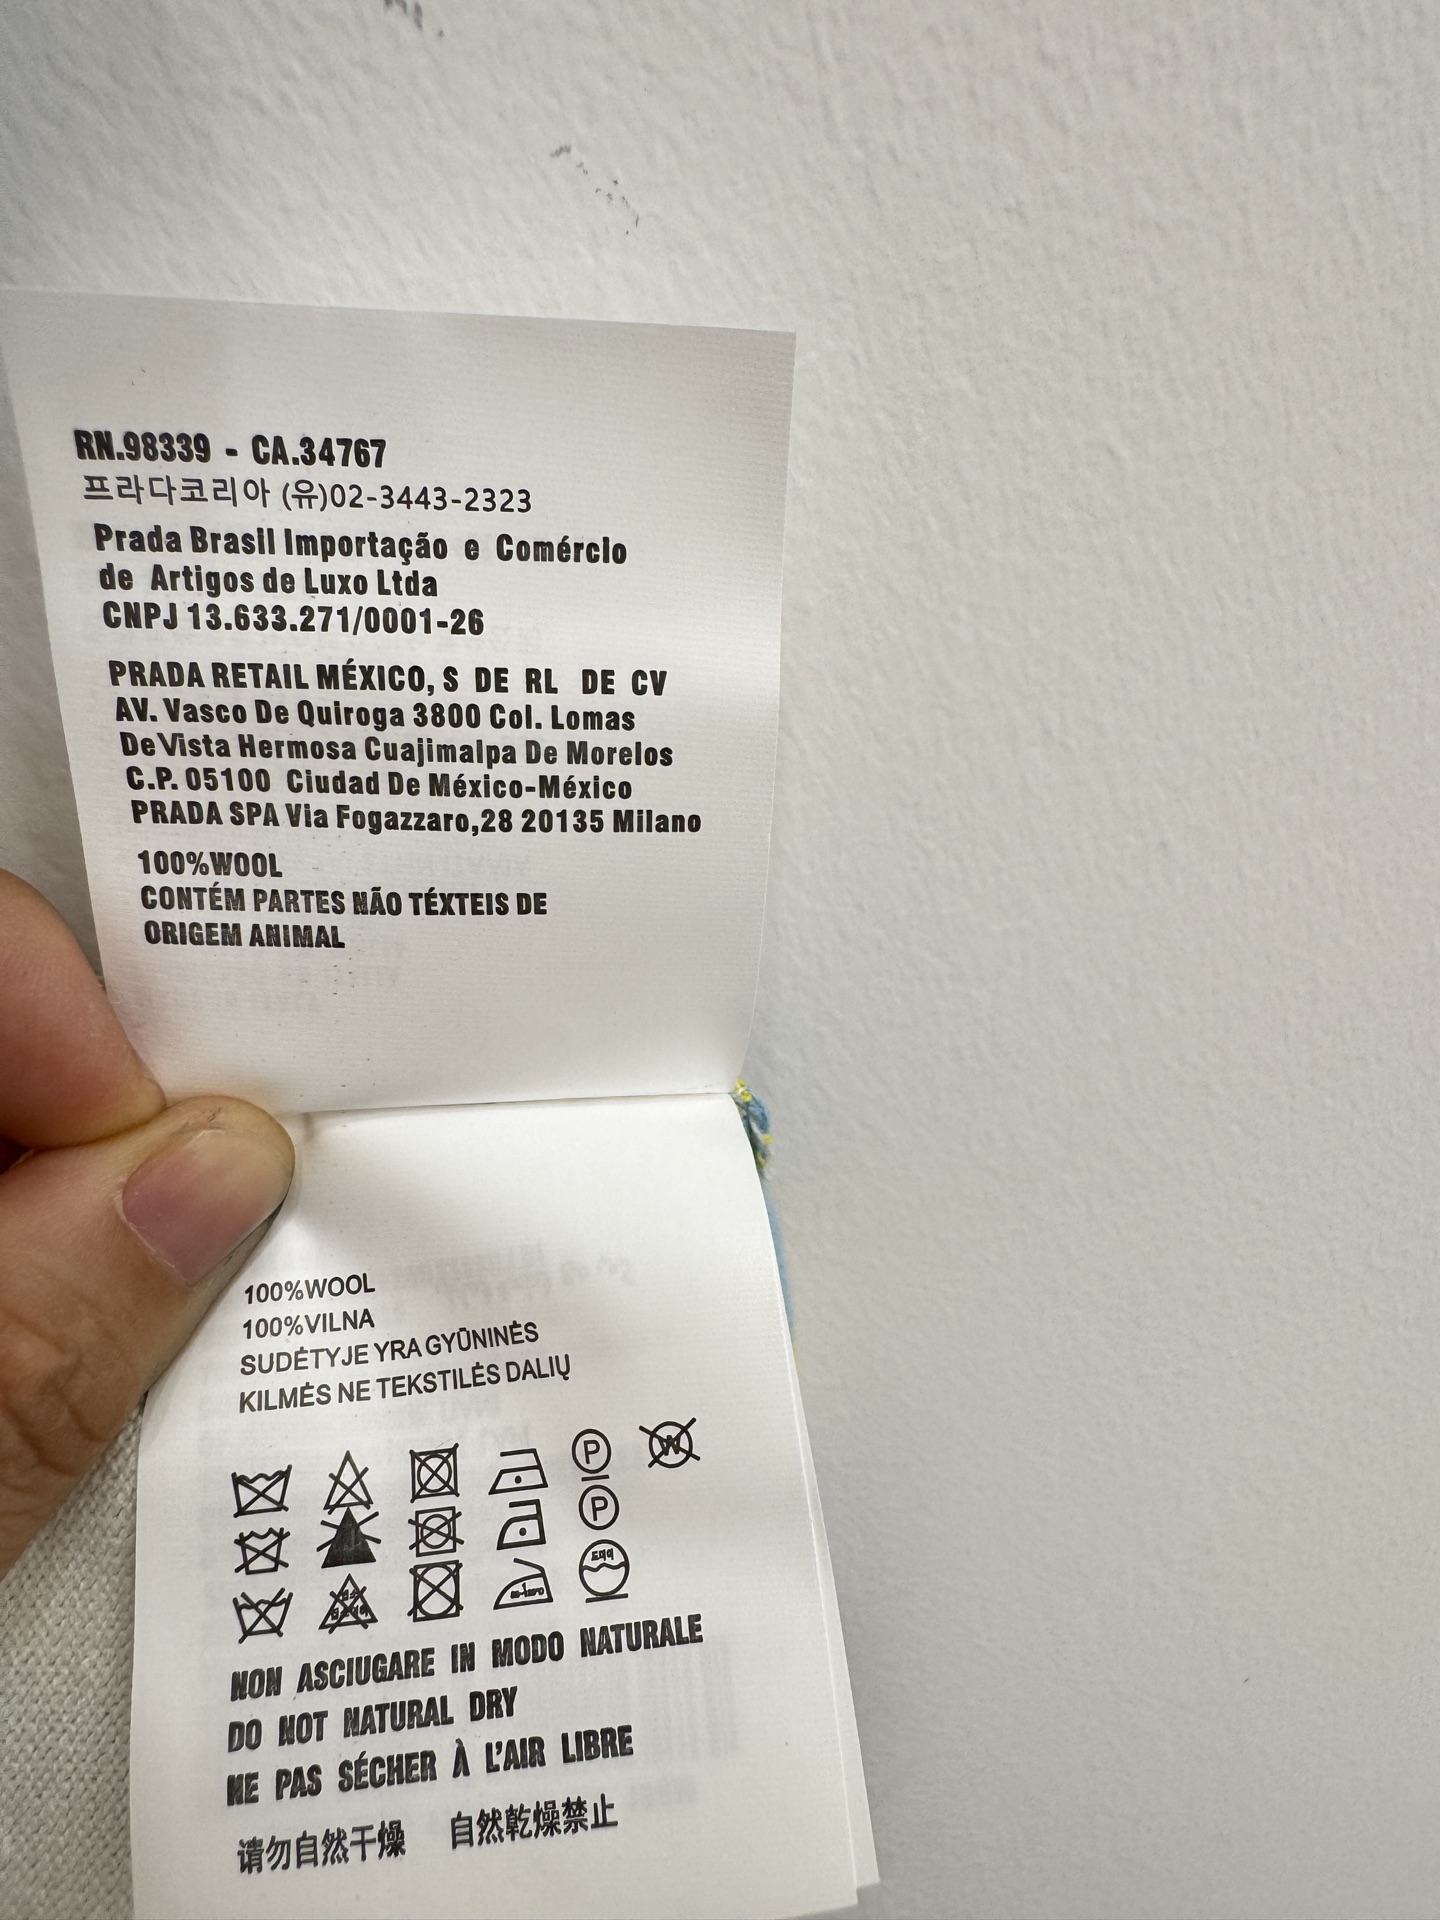 RN.98339 - CA.34767
프라다코리아 (유)02-3443-2323
Prada Brasil Importação e Comércio
de Artigos de Luxo Ltda
CNPJ 13.633.271/0001-26
PRADA RETAIL MÉXICO, S DE RL DE CV
AV. Vasco De Quiroga 3800 Col. Lomas
De Vista Hermosa Cuajimalpa De Morelos
C.P. 05100 Ciudad De México-México
PRADA SPA Via Fogazzaro,28 20135 Milano
100%WOOL
CONTÉM PARTES NÃO TÉXTEIS DE
ORIGEM ANIMAL
100%WOOL
100%VILNA
SUDĖTYJE YRA GYŪNINĖS
KILMĖS NE TEKSTILĖS DALIŲ
P W
P
드라이
NON ASCIUGARE IN MODO NATURALE
DO NOT NATURAL DRY
NE PAS SÉCHER À L'AIR LIBRE
请勿自然干燥 自然乾燥禁止